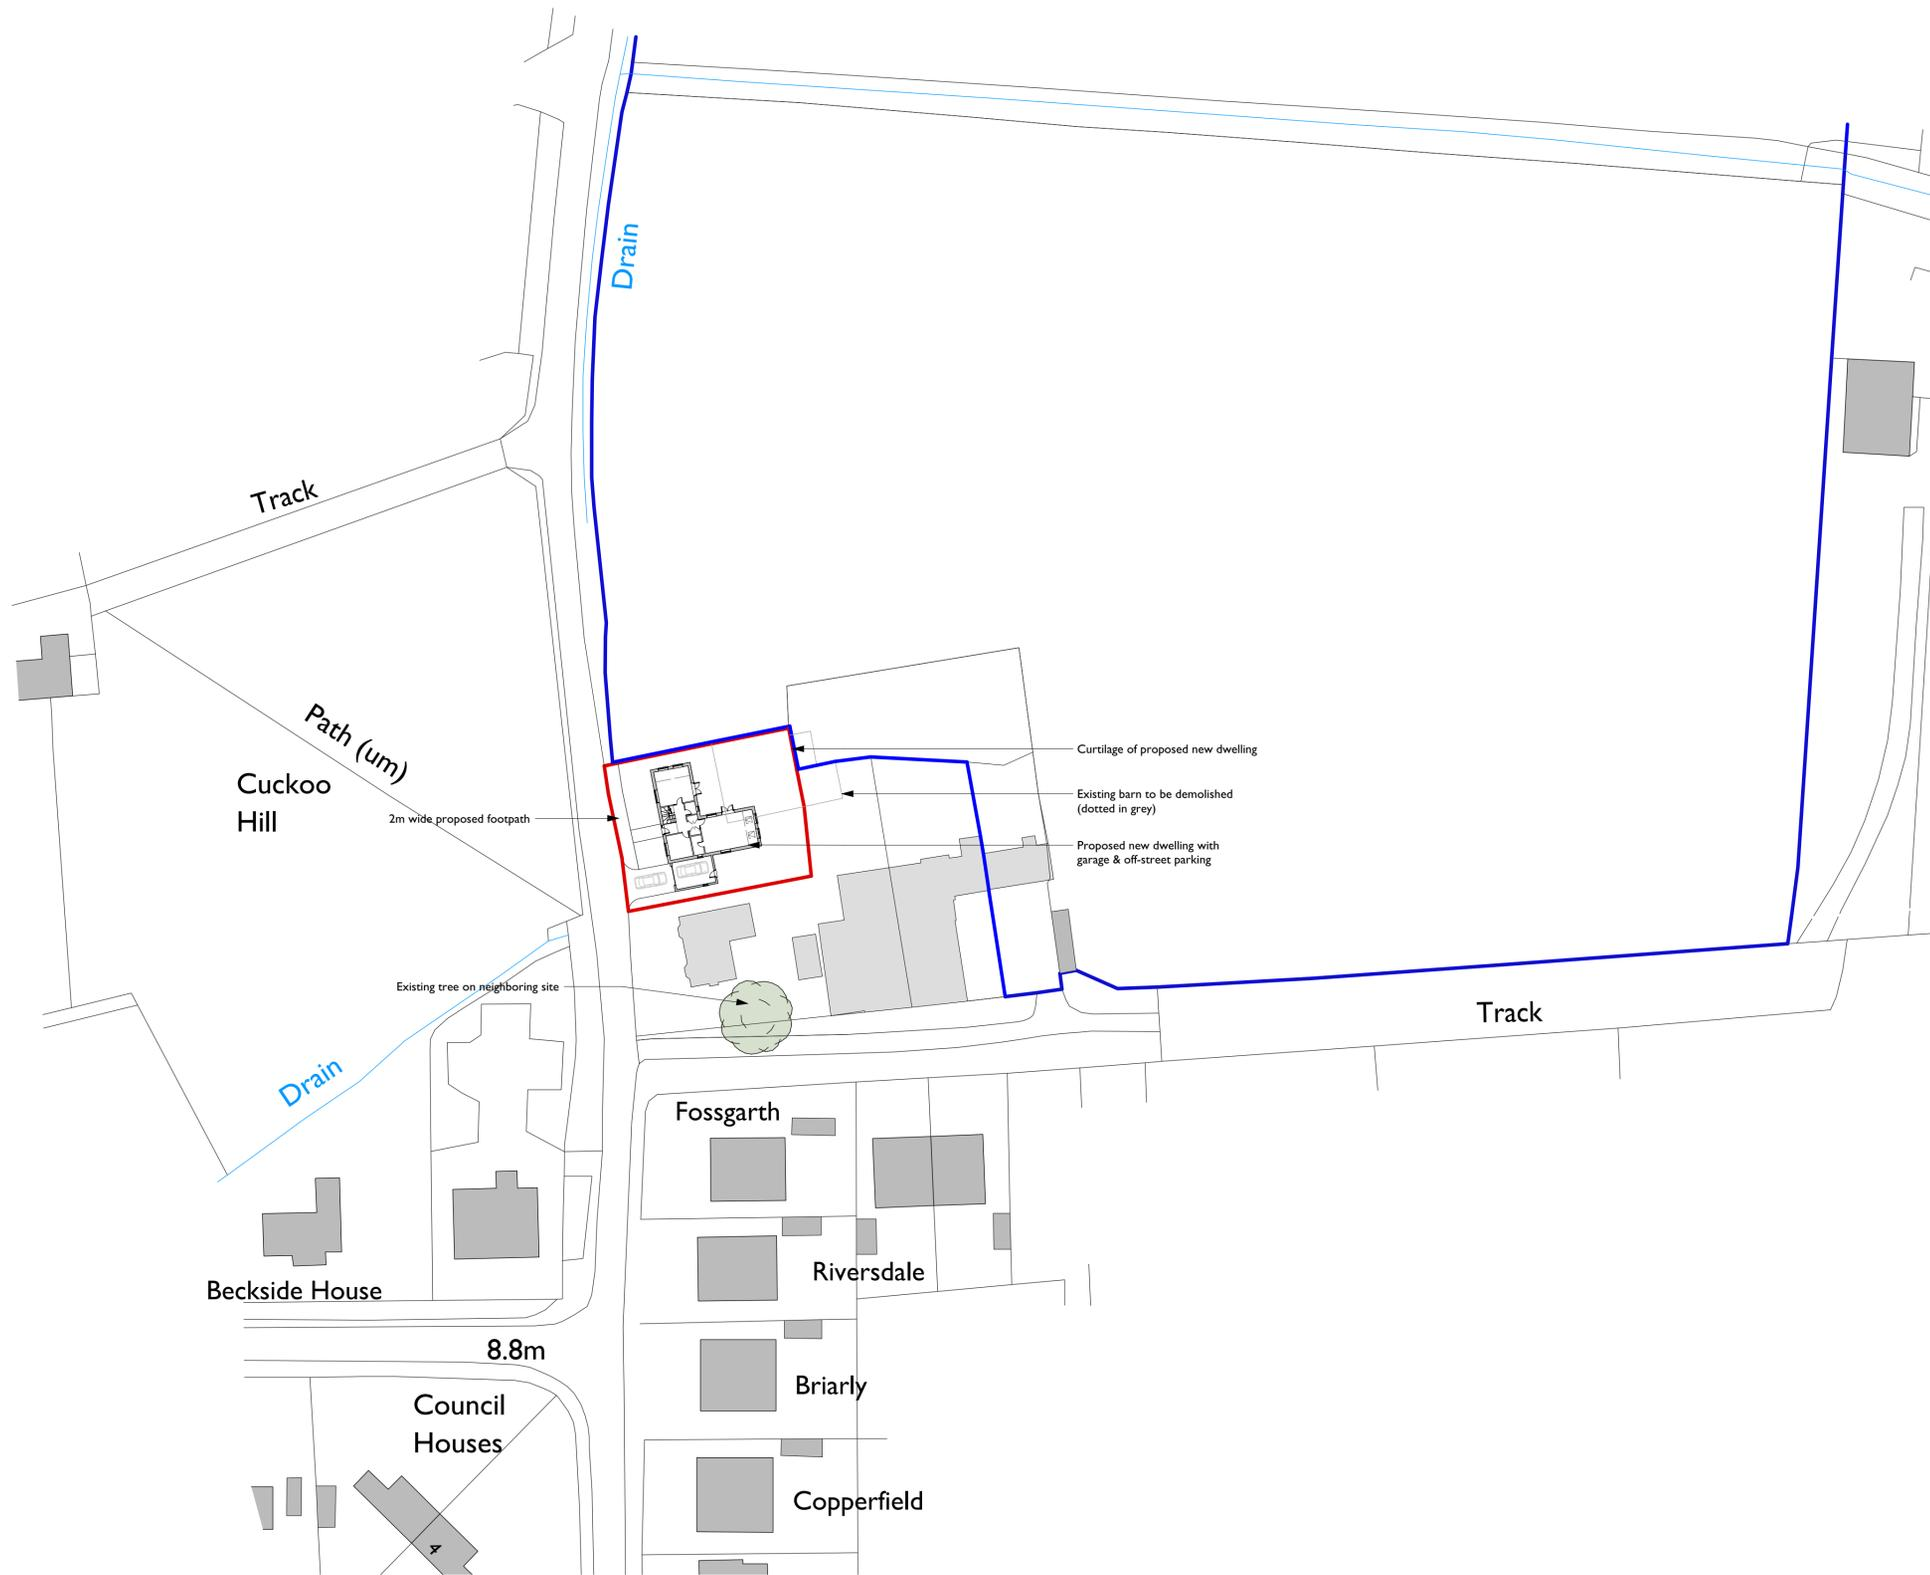 Drain
Track
Path (um)
Cuckoo
Hill
2m wide proposed footpath
Curtilage of proposed new dwelling
Existing barn to be demolished
(dotted in grey)
Proposed new dwelling with
garage & off-street parking
Existing tree on neighboring site
Track
Drain
Fossgarth
Riversdale
Beckside House
8.8m
Briarly
Council
Houses
Copperfield
4